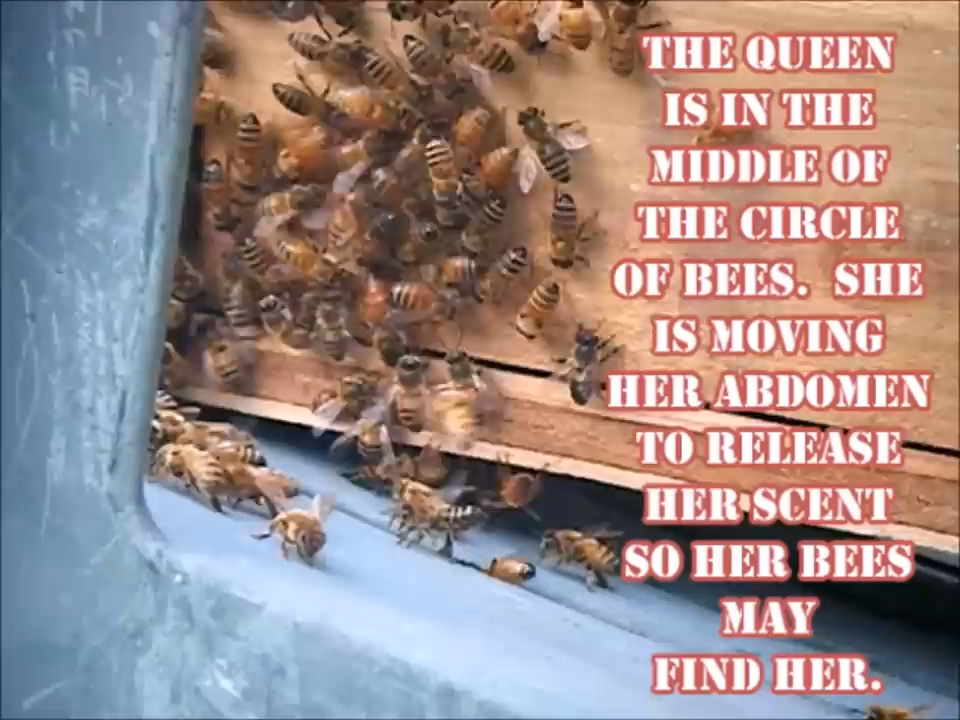 THE QUEEN
IS IN THE
MIDDLE OF
THE CIRCLE
OF BEES. SHE
IS MOVING
HER ABDOMEN
TO RELEASE
HER SCENT
SO HER BEES
MAY
FIND HER.